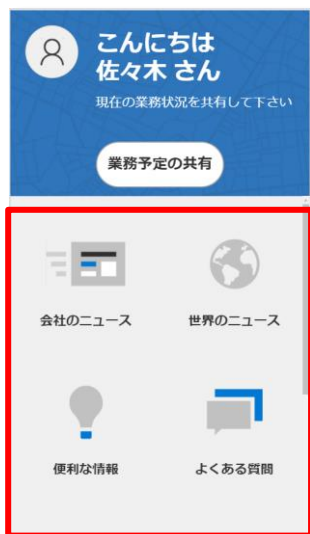 こんにちは
佐々木 さん
現在の業務状況を共有して下さい
業務予定の共有
会社のニュース
世界のニュース
便利な情報
よくある質問